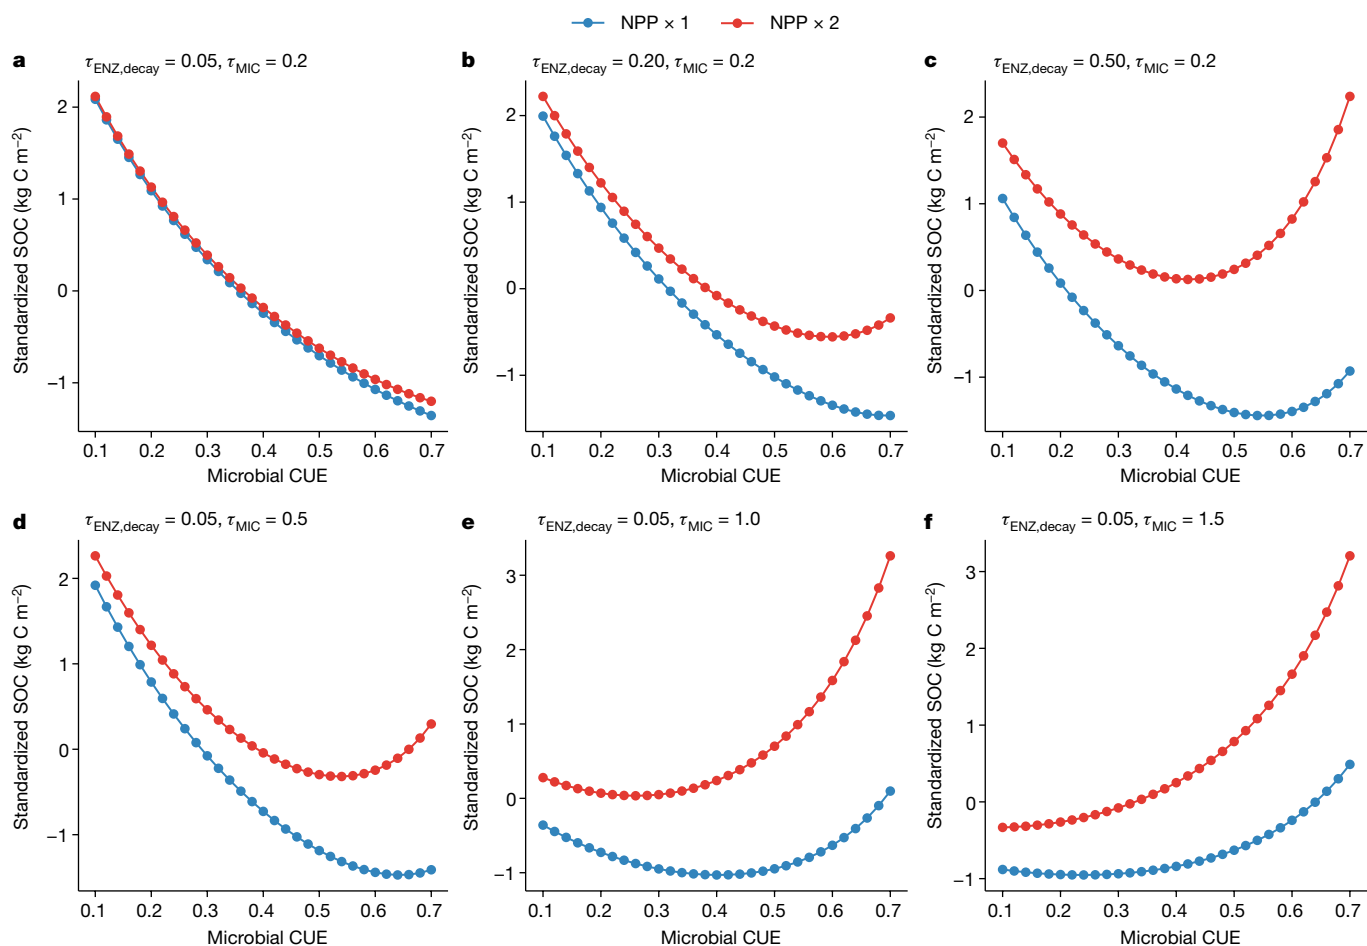 NPP × 1 NPP × 2
a τENZ,decay = 0.05, τMIC = 0.2
Standardized SOC (kg C m−2)
2
1
0
−1
0.1 0.2 0.3 0.4 0.5 0.6 0.7
Microbial CUE
b τENZ,decay = 0.20, τMIC = 0.2
Standardized SOC (kg C m−2)
2
1
0
−1
0.1 0.2 0.3 0.4 0.5 0.6 0.7
Microbial CUE
c τENZ,decay = 0.50, τMIC = 0.2
Standardized SOC (kg C m−2)
2
1
0
−1
0.1 0.2 0.3 0.4 0.5 0.6 0.7
Microbial CUE
d τENZ,decay = 0.05, τMIC = 0.5
Standardized SOC (kg C m−2)
2
1
0
−1
0.1 0.2 0.3 0.4 0.5 0.6 0.7
Microbial CUE
e τENZ,decay = 0.05, τMIC = 1.0
Standardized SOC (kg C m−2)
3
2
1
0
−1
0.1 0.2 0.3 0.4 0.5 0.6 0.7
Microbial CUE
f τENZ,decay = 0.05, τMIC = 1.5
Standardized SOC (kg C m−2)
3
2
1
0
−1
0.1 0.2 0.3 0.4 0.5 0.6 0.7
Microbial CUE